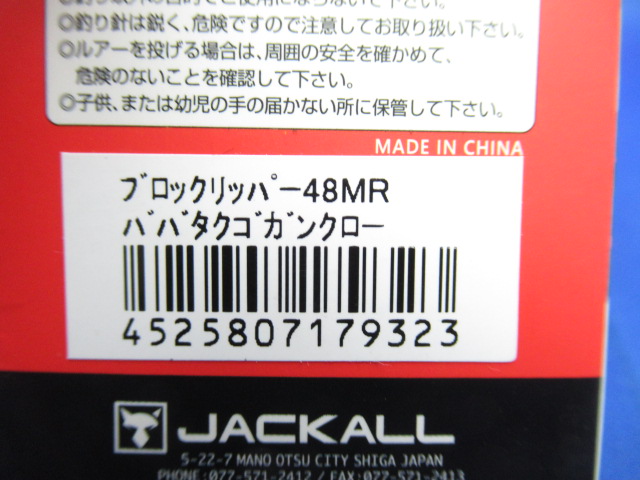 ◎釣り針は鋭く、危険ですので注意してお取り扱い下さい。
◎ルアーを投げる場合は、周囲の安全を確かめて、
危険のないことを確認して下さい。
◎子供、または幼児の手の届かない所に保管して下さい。
MADE IN CHINA
ﾌﾞﾛｯｸﾘｯﾊﾟｰ48MR
ﾊﾞﾊﾞﾀｸｺﾞｶﾞﾝｸﾛｰ
4525807179323
JACKALL
5-22-7 MANO OTSU CITY SHIGA JAPAN
PHONE:077-571-2412 / FAX:077-571-2413